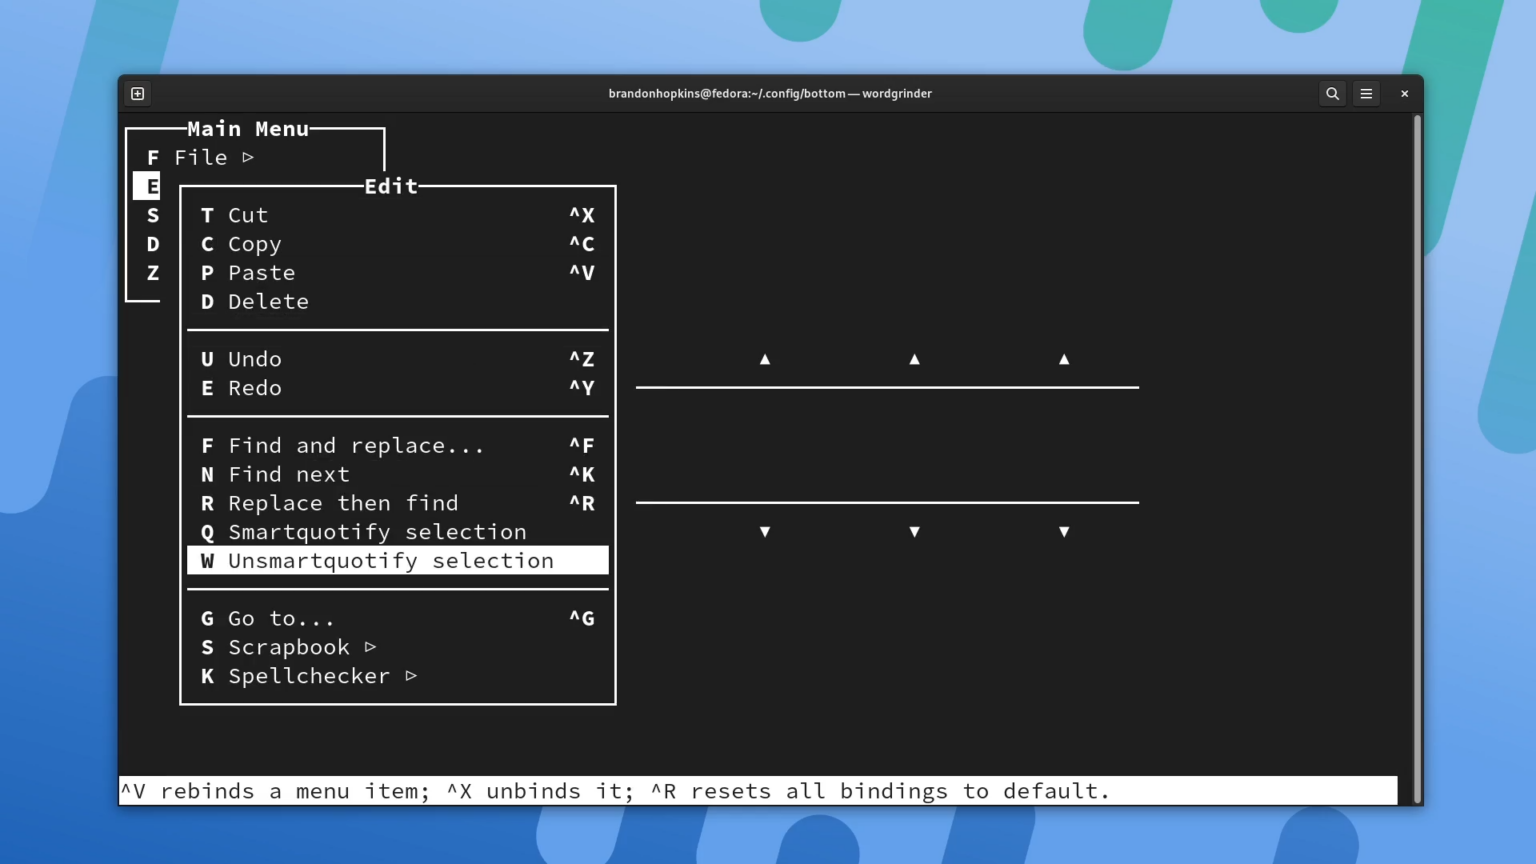 brandonhopkins@fedora:~/.config/bottom — wordgrinder
Main Menu
F File ▷
E
S
D
Z
Edit
T Cut ^X
C Copy ^C
P Paste ^V
D Delete
U Undo ^Z
E Redo ^Y
F Find and replace... ^F
N Find next ^K
R Replace then find ^R
Q Smartquotify selection
W Unsmartquotify selection
G Go to... ^G
S Scrapbook ▷
K Spellchecker ▷
^V rebinds a menu item; ^X unbinds it; ^R resets all bindings to default.